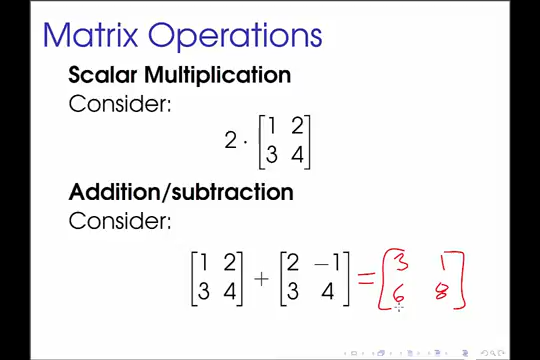 Matrix Operations
Scalar Multiplication
Consider:
2 · [1 2
3 4]
Addition/subtraction
Consider:
[1 2
3 4] + [2 −1
3 4] = [3 1
6 8]